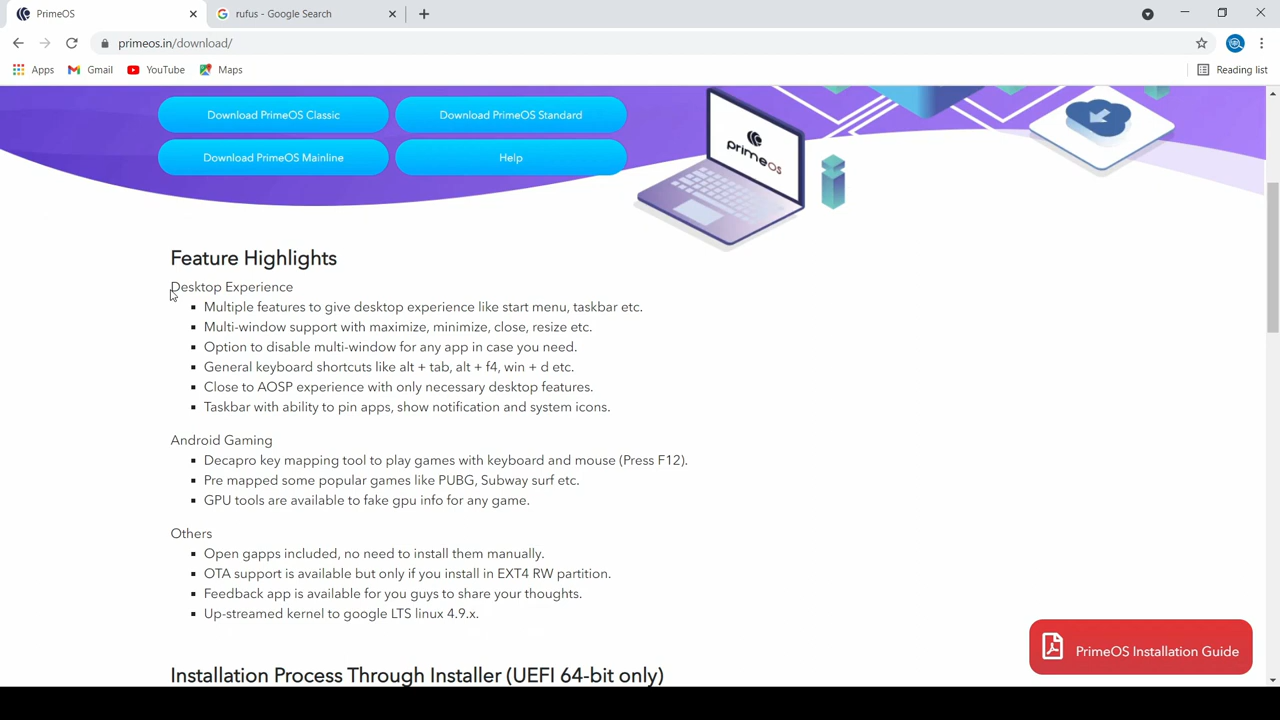 PrimeOS
rufus - Google Search
primeos.in/download/
Apps
Gmail
YouTube
Maps
Reading list
Download PrimeOS Classic
Download PrimeOS Standard
Download PrimeOS Mainline
Help
primeOS
Feature Highlights
Desktop Experience
Multiple features to give desktop experience like start menu, taskbar etc.
Multi-window support with maximize, minimize, close, resize etc.
Option to disable multi-window for any app in case you need.
General keyboard shortcuts like alt + tab, alt + f4, win + d etc.
Close to AOSP experience with only necessary desktop features.
Taskbar with ability to pin apps, show notification and system icons.
Android Gaming
Decapro key mapping tool to play games with keyboard and mouse (Press F12).
Pre mapped some popular games like PUBG, Subway surf etc.
GPU tools are available to fake gpu info for any game.
Others
Open gapps included, no need to install them manually.
OTA support is available but only if you install in EXT4 RW partition.
Feedback app is available for you guys to share your thoughts.
Up-streamed kernel to google LTS linux 4.9.x.
PrimeOS Installation Guide
Installation Process Through Installer (UEFI 64-bit only)